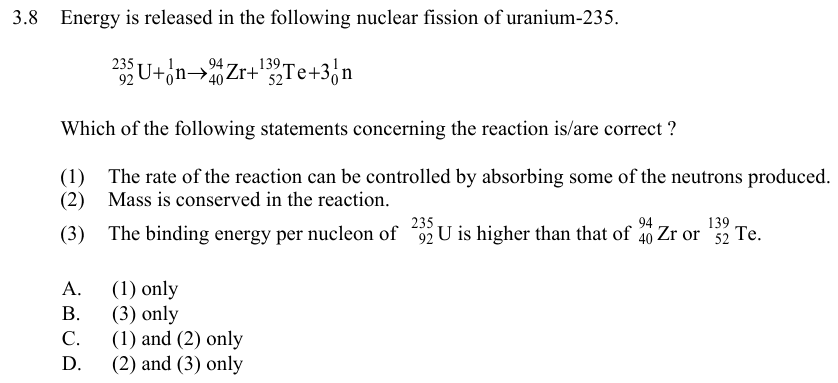 3.8 Energy is released in the following nuclear fission of uranium-235.
²³⁵₉₂U+¹₀n→⁹⁴₄₀Zr+¹³⁹₅₂Te+3¹₀n
Which of the following statements concerning the reaction is/are correct ?
(1) The rate of the reaction can be controlled by absorbing some of the neutrons produced.
(2) Mass is conserved in the reaction.
(3) The binding energy per nucleon of ²³⁵₉₂U is higher than that of ⁹⁴₄₀Zr or ¹³⁹₅₂Te.
A. (1) only
B. (3) only
C. (1) and (2) only
D. (2) and (3) only